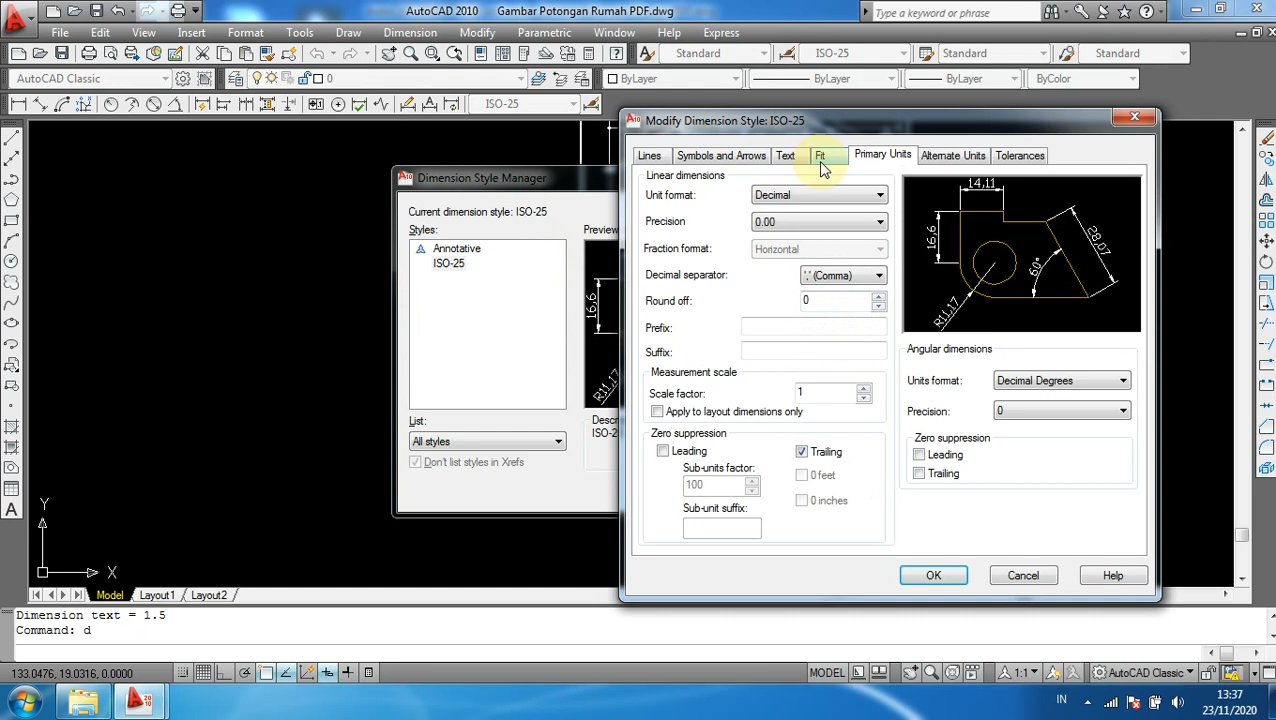 AutoCAD 2010 Gambar Potongan Rumah PDF.dwg Type a keyword or phrase
File Edit View Insert Format Tools Draw Dimension Modify Parametric Window Help Express
Standard ISO-25 Standard Standard
AutoCAD Classic 0 ByLayer ByLayer ByLayer ByColor
ISO-25
Dimension Style Manager
Current dimension style: ISO-25
Styles:
Annotative
ISO-25
List:
All styles
Don't list styles in Xrefs
16,6
Modify Dimension Style: ISO-25
Lines Symbols and Arrows Text Fit Primary Units Alternate Units Tolerances
Linear dimensions
Unit format: Decimal
Precision 0.00
Fraction format: Horizontal
Decimal separator: ',' (Comma)
Round off: 0
Prefix:
Suffix:
Measurement scale
Scale factor: 1
Apply to layout dimensions only
Zero suppression
Leading Trailing
Sub-units factor: 0 feet
100
0 inches
Sub-unit suffix:
14,11
16,6
28,07
60°
R11,17
Angular dimensions
Units format: Decimal Degrees
Precision: 0
Zero suppression
Leading
Trailing
OK Cancel Help
Y
X
Model Layout1 Layout2
Dimension text = 1.5
Command: d
133.0476, 19.0316, 0.0000 MODEL 1:1 AutoCAD Classic
IN 13:37
23/11/2020